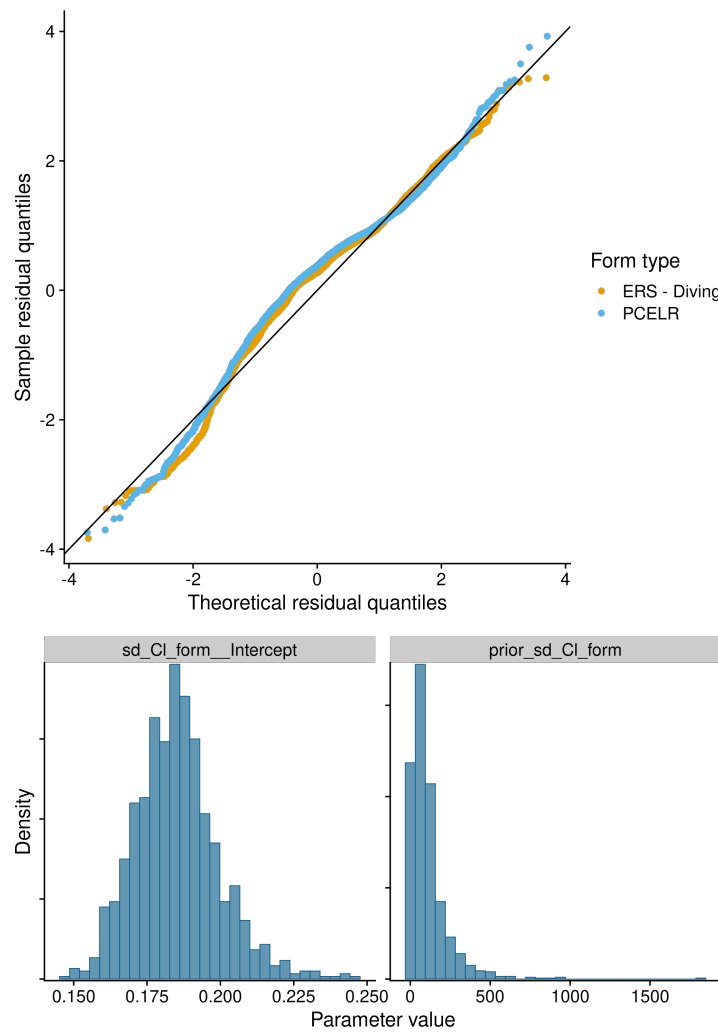 4
2
0
-2
-4
Sample residual quantiles
-4 -2 0 2 4
Theoretical residual quantiles
Form type
ERS - Diving
PCELR
sd_Cl_form__Intercept prior_sd_Cl_form
Density
0.150 0.175 0.200 0.225 0.250 0 500 1000 1500
Parameter value